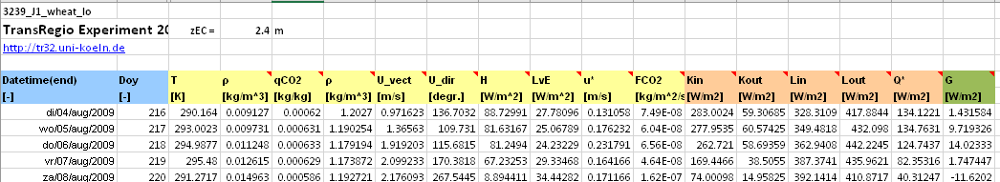 3239_J1_wheat_lo
TransRegio Experiment 20 zEC = 2.4 m
http://tr32.uni-koeln.de
Datetime(end) Doy T ρ qCO2 ρ U_vect U_dir H LvE u* FCO2 Kin Kout Lin Lout Q* G
[-] [-] [K] [kg/m^3] [kg/kg] [kg/m^3] [m/s] [degr.] [W/m^2] [W/m^2] [m/s] [kg/m^2/s [W/m2] [W/m2] [W/m2] [W/m2] [W/m2] [W/m2]
di/04/aug/2009 216 290.164 0.009127 0.00062 1.2027 0.971623 136.7032 88.72991 27.78096 0.131058 7.49E-08 283.0024 59.30685 328.3109 417.8844 134.1221 1.431584
wo/05/aug/2009 217 293.0023 0.009731 0.000631 1.190254 1.36563 109.731 81.63167 25.06789 0.176232 6.04E-08 277.9535 60.57425 349.4818 432.098 134.7631 9.719326
do/06/aug/2009 218 294.9877 0.011248 0.000633 1.179194 1.919203 115.6815 81.2494 24.23229 0.231791 6.56E-08 262.721 58.69359 362.9408 442.2245 124.7437 14.02333
vr/07/aug/2009 219 295.48 0.012615 0.000629 1.173872 2.099233 170.3818 67.23253 29.33468 0.164166 4.64E-08 169.4466 38.5055 387.3371 435.9621 82.35316 1.747447
za/08/aug/2009 220 291.2717 0.014963 0.000586 1.192721 2.176093 267.5445 8.894411 34.44282 0.171166 1.62E-07 74.00098 14.95825 392.1414 410.8717 40.31247 -11.6202